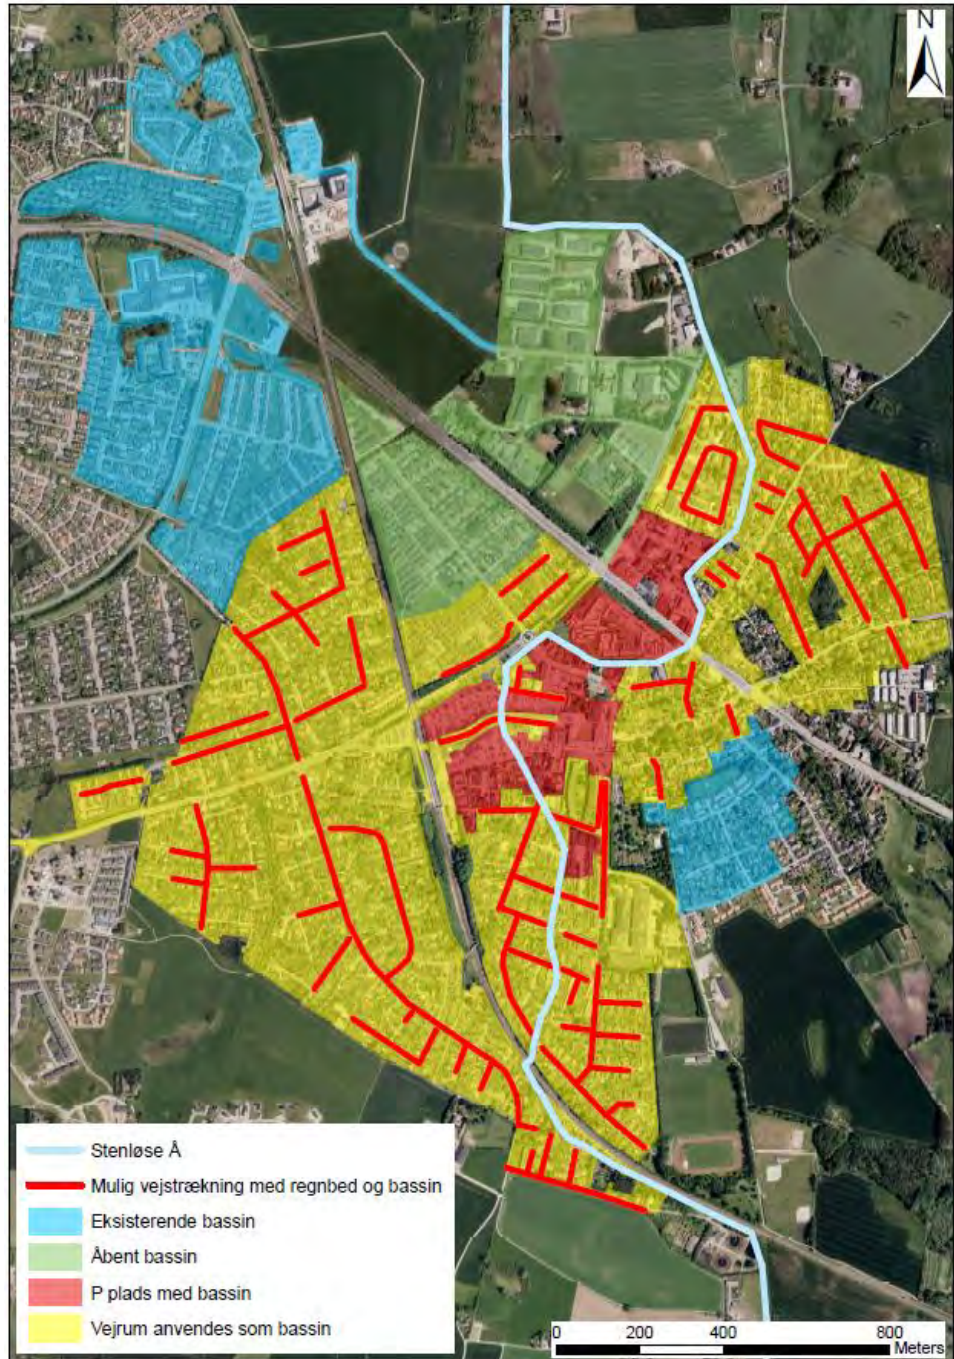 N
Stenløse Å
Mulig vejstrækning med regnbed og bassin
Eksisterende bassin
Åbent bassin
P plads med bassin
Vejrum anvendes som bassin
0 200 400 800
Meters